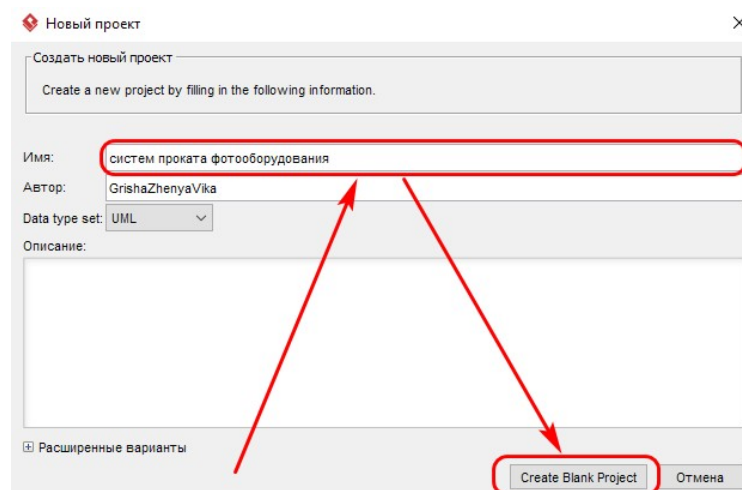 Новый проект
Создать новый проект
Create a new project by filling in the following information.
Имя: систем проката фотооборудования
Автор: GrishaZhenyaVika
Data type set: UML
Описание:
Расширенные варианты
Create Blank Project Отмена